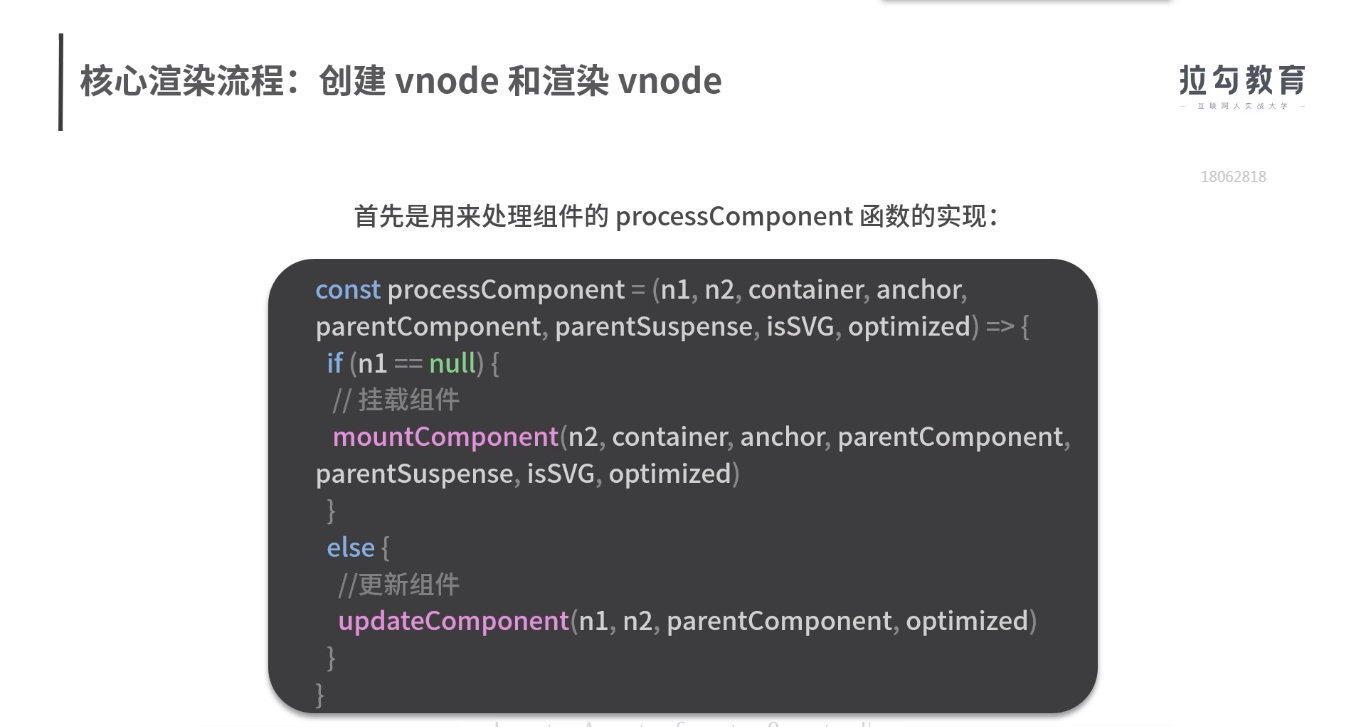 核心渲染流程：创建 vnode 和渲染 vnode
拉勾教育
互联网人实战大学
18062818
首先是用来处理组件的 processComponent 函数的实现：
const processComponent = (n1, n2, container, anchor,
parentComponent, parentSuspense, isSVG, optimized) => {
if (n1 == null) {
// 挂载组件
mountComponent(n2, container, anchor, parentComponent,
parentSuspense, isSVG, optimized)
}
else {
//更新组件
updateComponent(n1, n2, parentComponent, optimized)
}
}